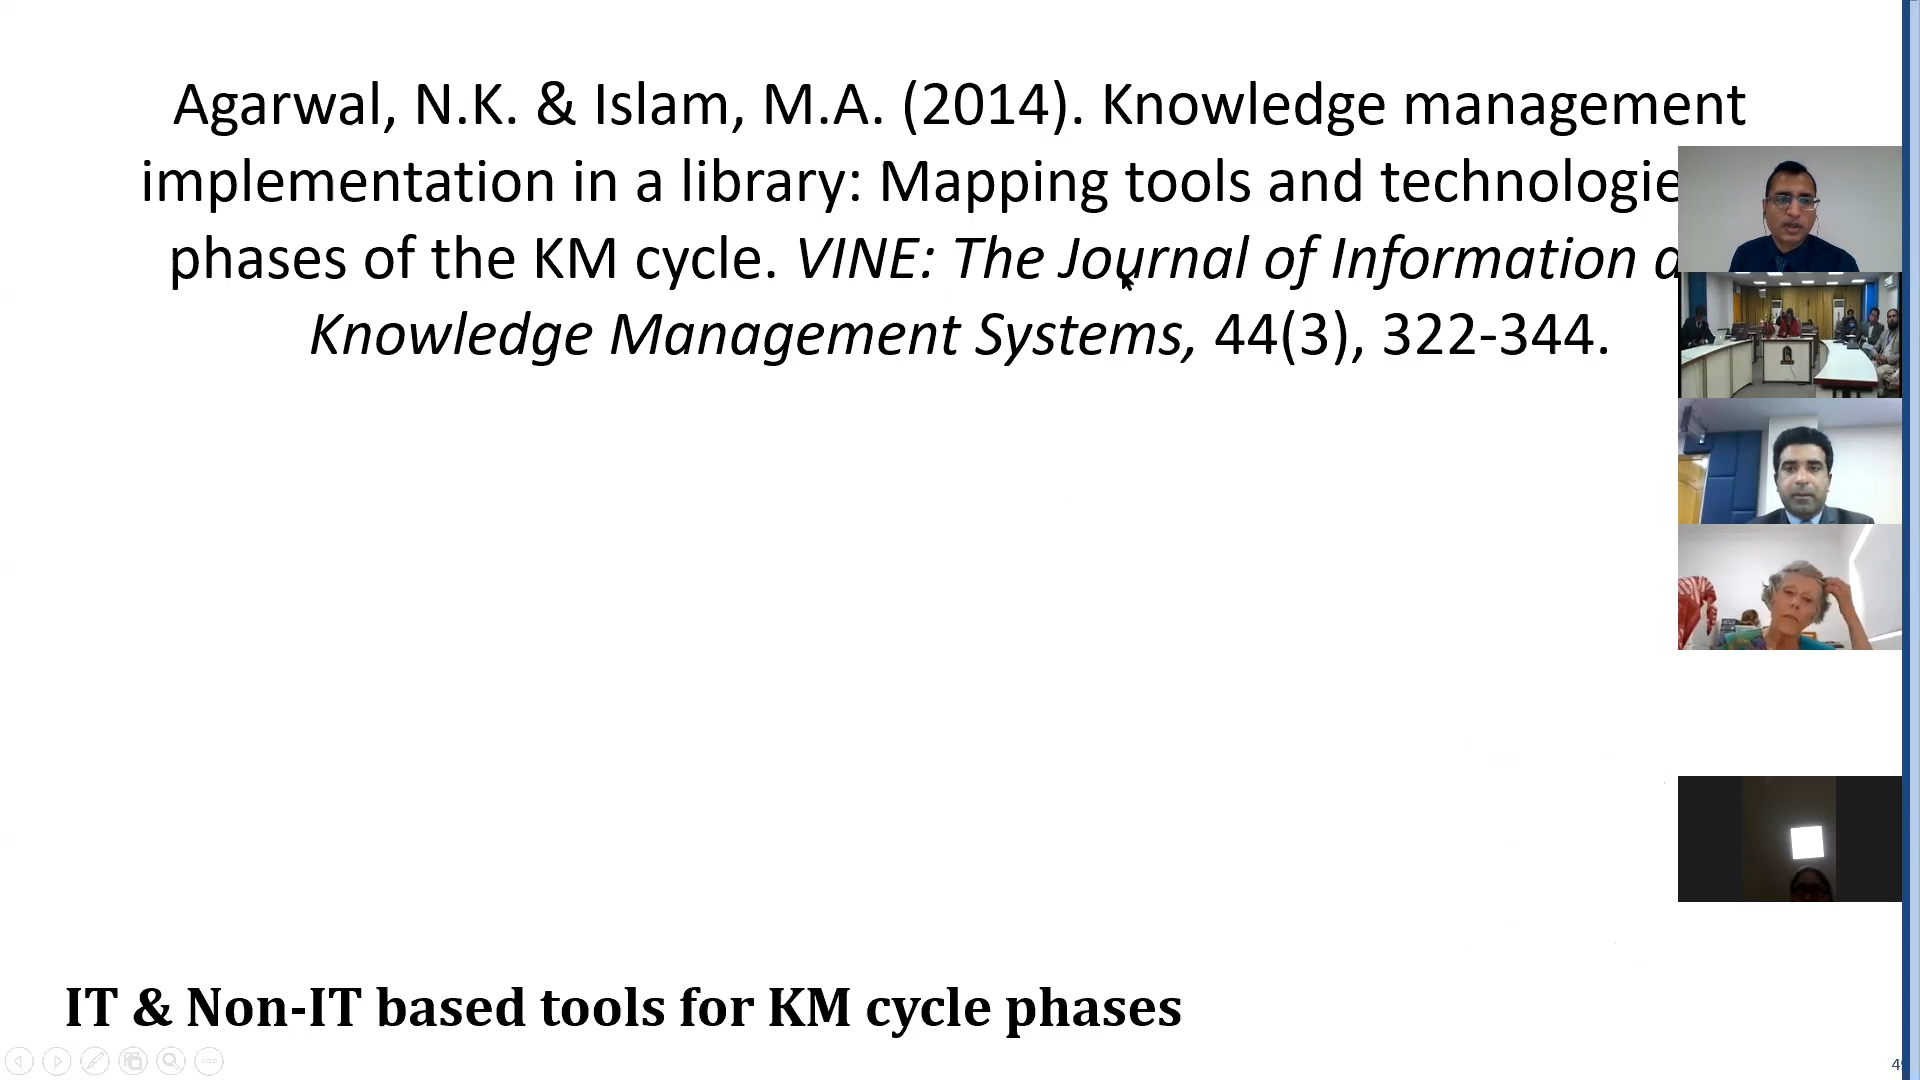 Agarwal, N.K. & Islam, M.A. (2014). Knowledge management
implementation in a library: Mapping tools and technologie
phases of the KM cycle. VINE: The Journal of Information
Knowledge Management Systems, 44(3), 322-344.
IT & Non-IT based tools for KM cycle phases